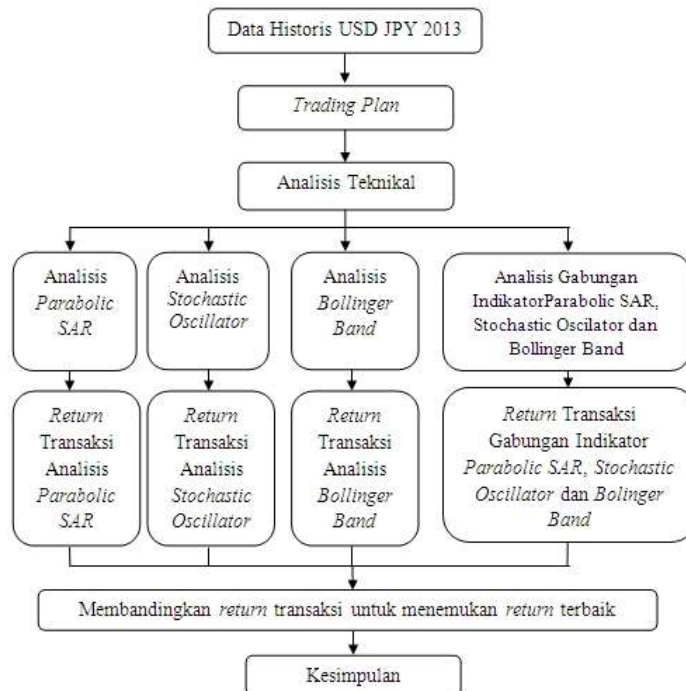 Data Historis USD JPY 2013
Trading Plan
Analisis Teknikal
Analisis
Parabolic
SAR
Analisis
Stochastic
Oscillator
Analisis
Bollinger
Band
Analisis Gabungan
IndikatorParabolic SAR,
Stochastic Oscilator dan
Bollinger Band
Return
Transaksi
Analisis
Parabolic
SAR
Return
Transaksi
Analisis
Stochastic
Oscillator
Return
Transaksi
Analisis
Bollinger
Band
Return Transaksi
Gabungan Indikator
Parabolic SAR, Stochastic
Oscillator dan Bolinger
Band
Membandingkan return transaksi untuk menemukan return terbaik
Kesimpulan